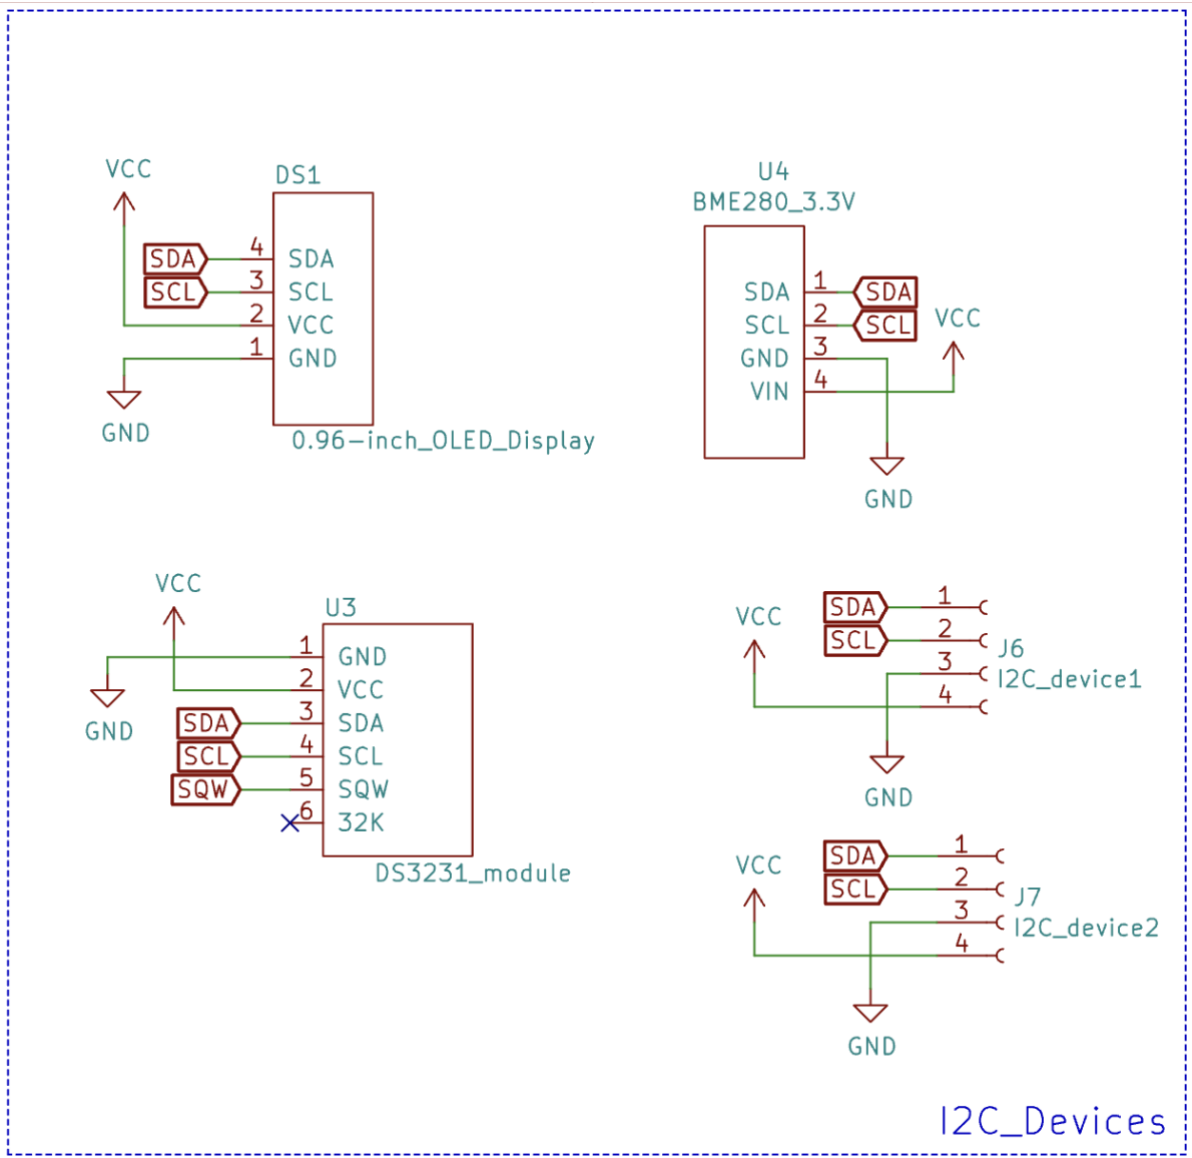 VCC
DS1
SDA 4 SDA
SCL 3 SCL
2 VCC
1 GND
GND
0.96-inch_OLED_Display
U4
BME280_3.3V
SDA 1 SDA
SCL 2 SCL
VCC
GND 3
VIN 4
GND
VCC
U3
1 GND
2 VCC
GND
SDA 3 SDA
SCL 4 SCL
SQW 5 SQW
6 32K
DS3231_module
VCC
SDA 1
SCL 2
J6
3
I2C_device1
4
GND
VCC
SDA 1
SCL 2
J7
3
I2C_device2
4
GND
I2C_Devices